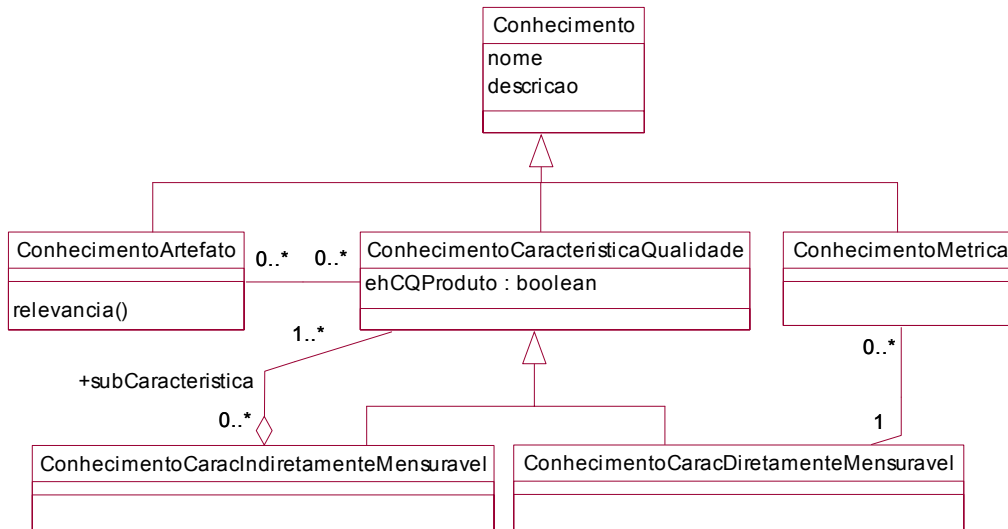 Conhecimento
nome
descricao
ConhecimentoArtefato
relevancia()
0..*
0..*
ConhecimentoCaracteristicaQualidade
ehCQProduto : boolean
ConhecimentoMetrica
1..*
+subCaracteristica
0..*
0..*
1
ConhecimentoCaracIndiretamenteMensuravel
ConhecimentoCaracDiretamenteMensuravel